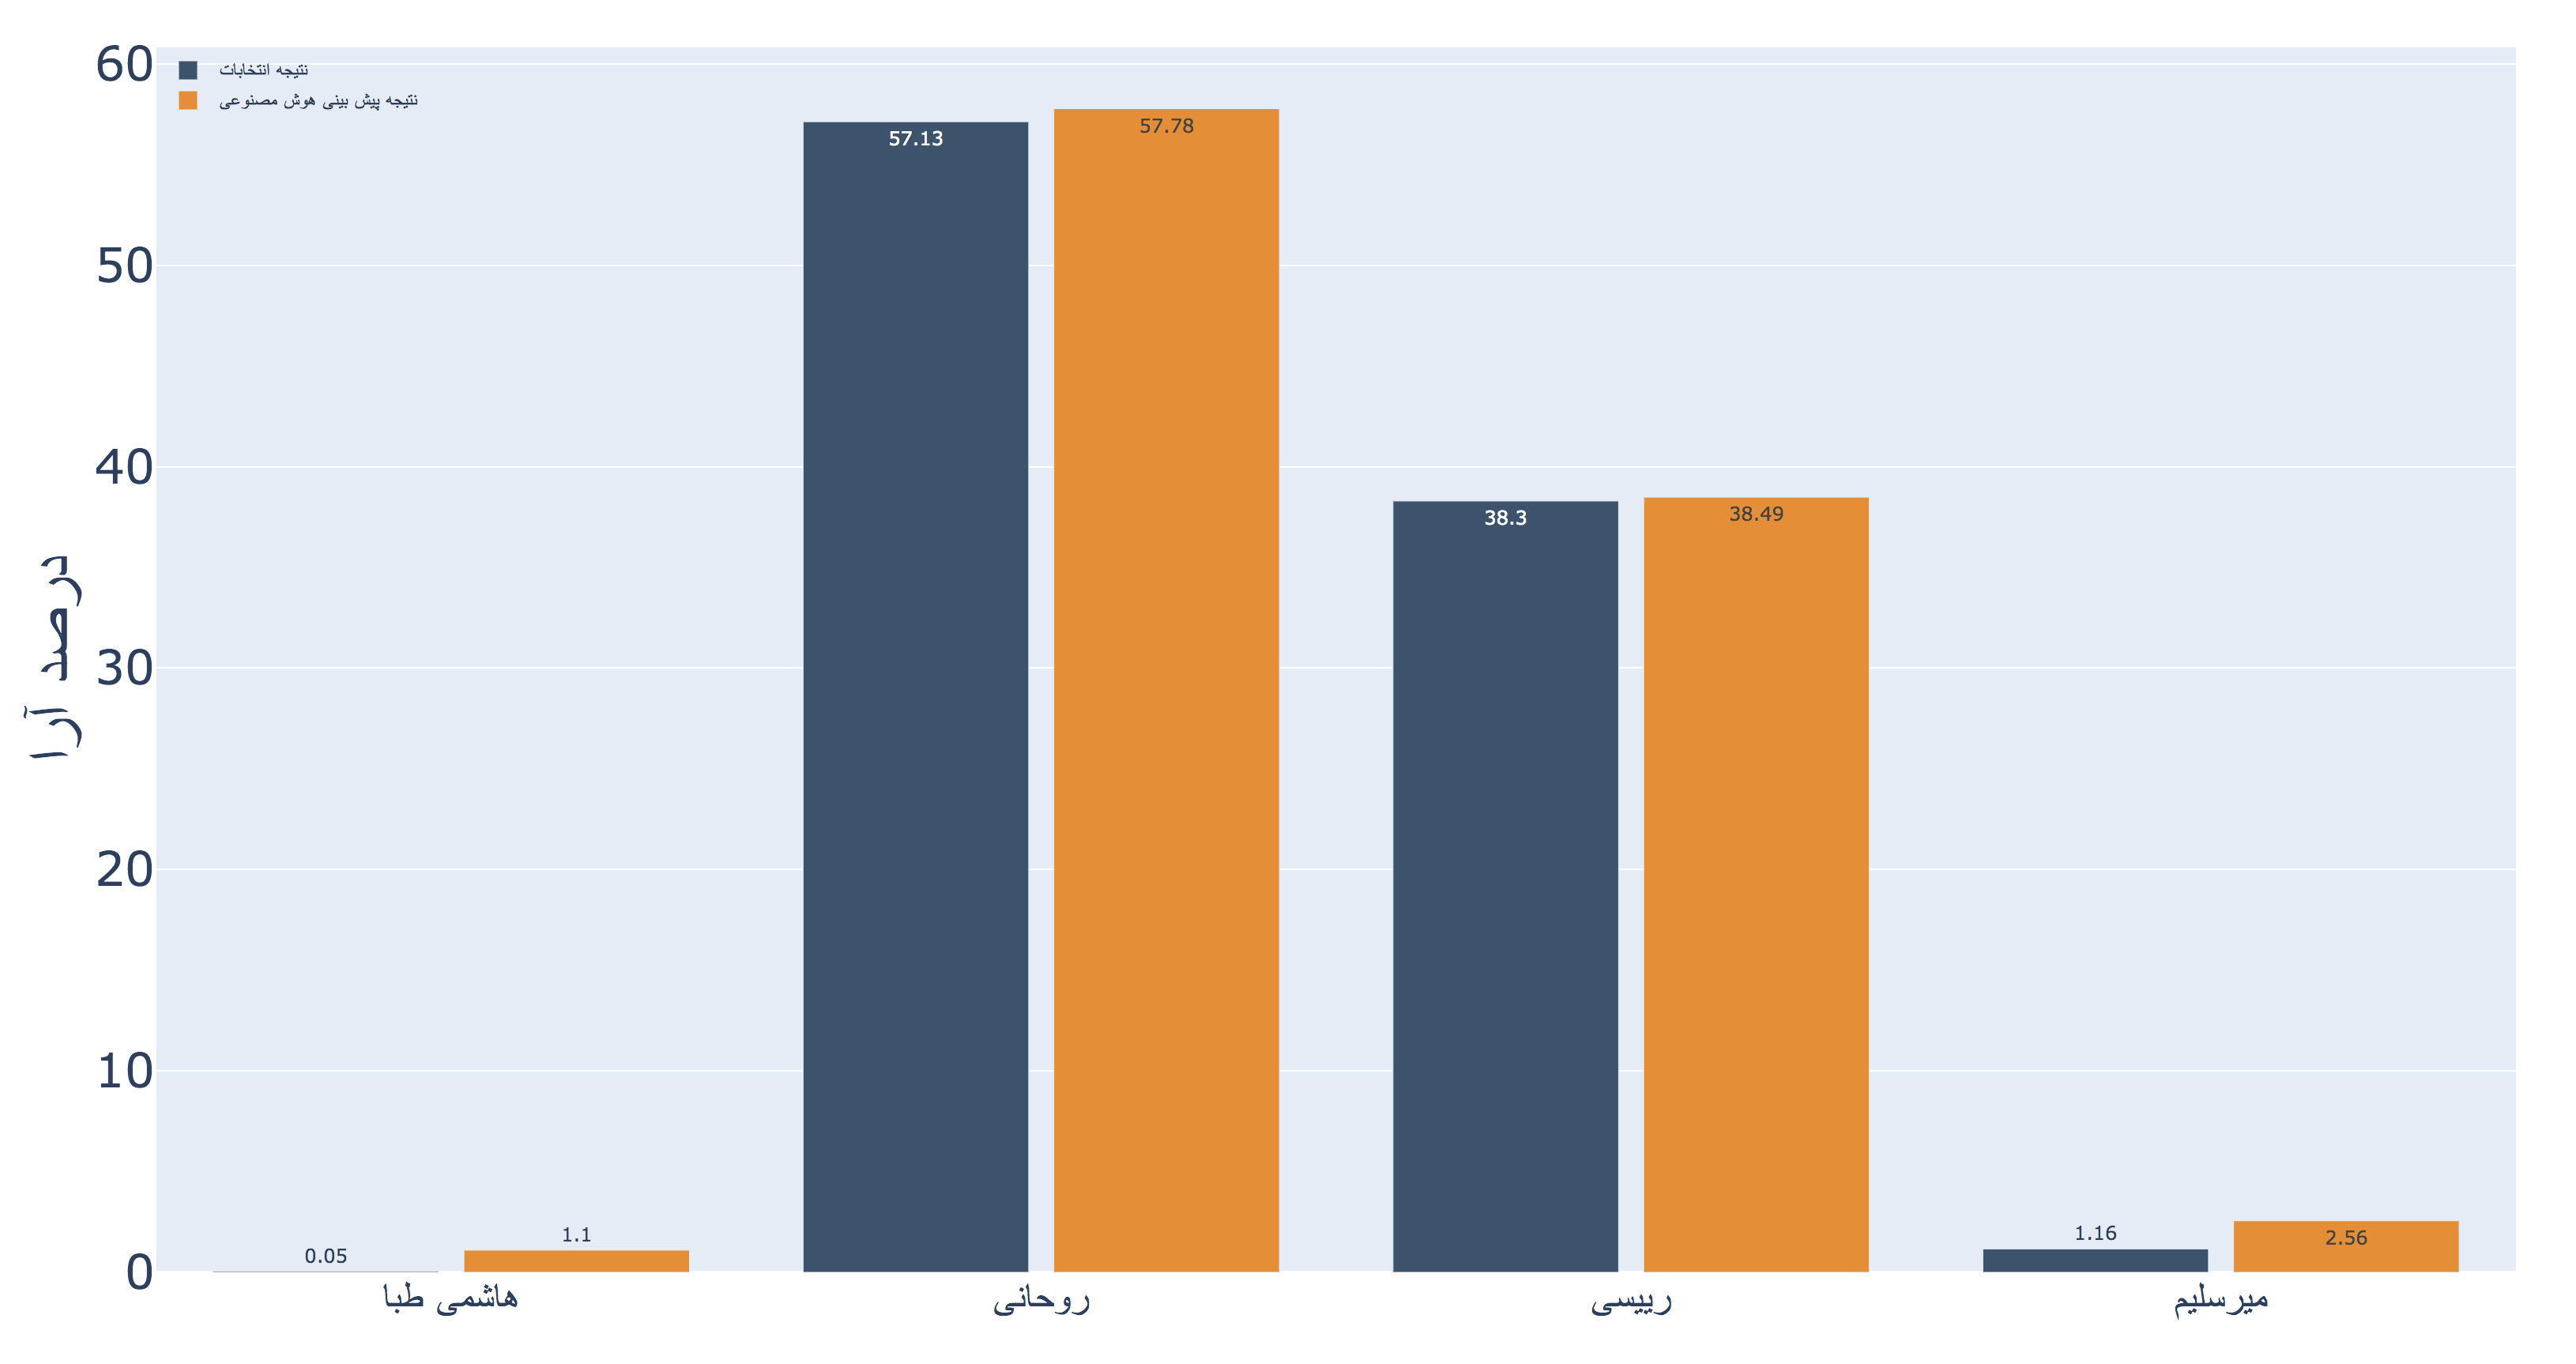 نتیجه انتخابات
نتیجه پیش بینی هوش مصنوعی
درصد آرا
60
50
40
30
20
10
0
0.05
1.1
57.13
57.78
38.3
38.49
1.16
2.56
هاشمی طبا
روحانی
رییسی
میرسلیم